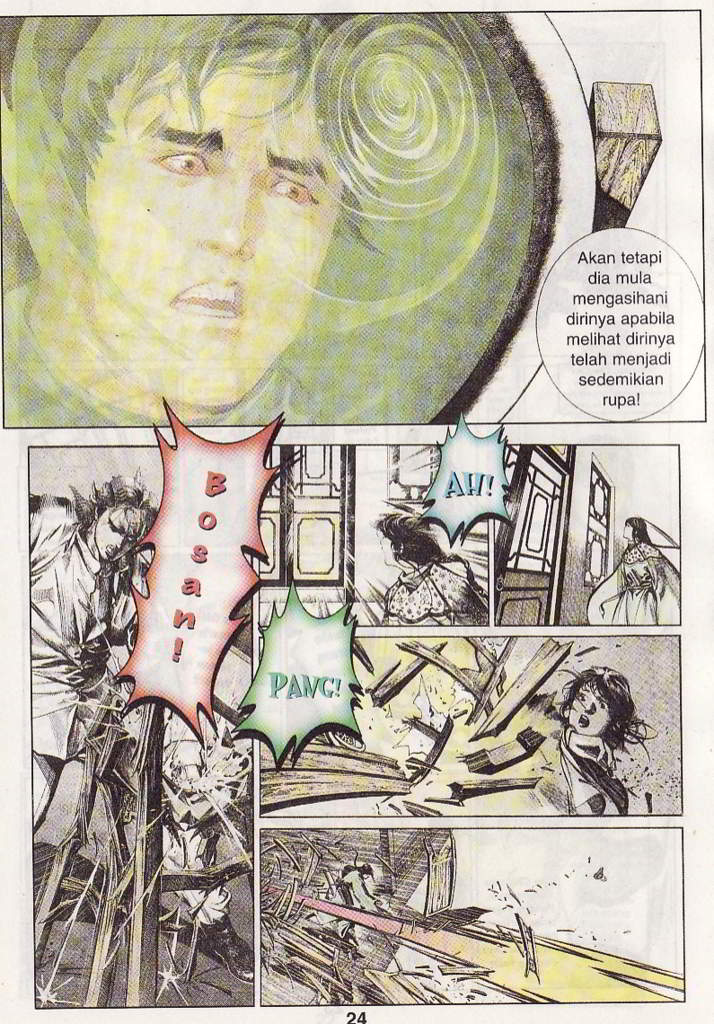 Akan tetapi
dia mula
mengasihani
dirinya apabila
melihat dirinya
telah menjadi
sedemikian
rupa!
Bosan!
AH!
PANG!
24